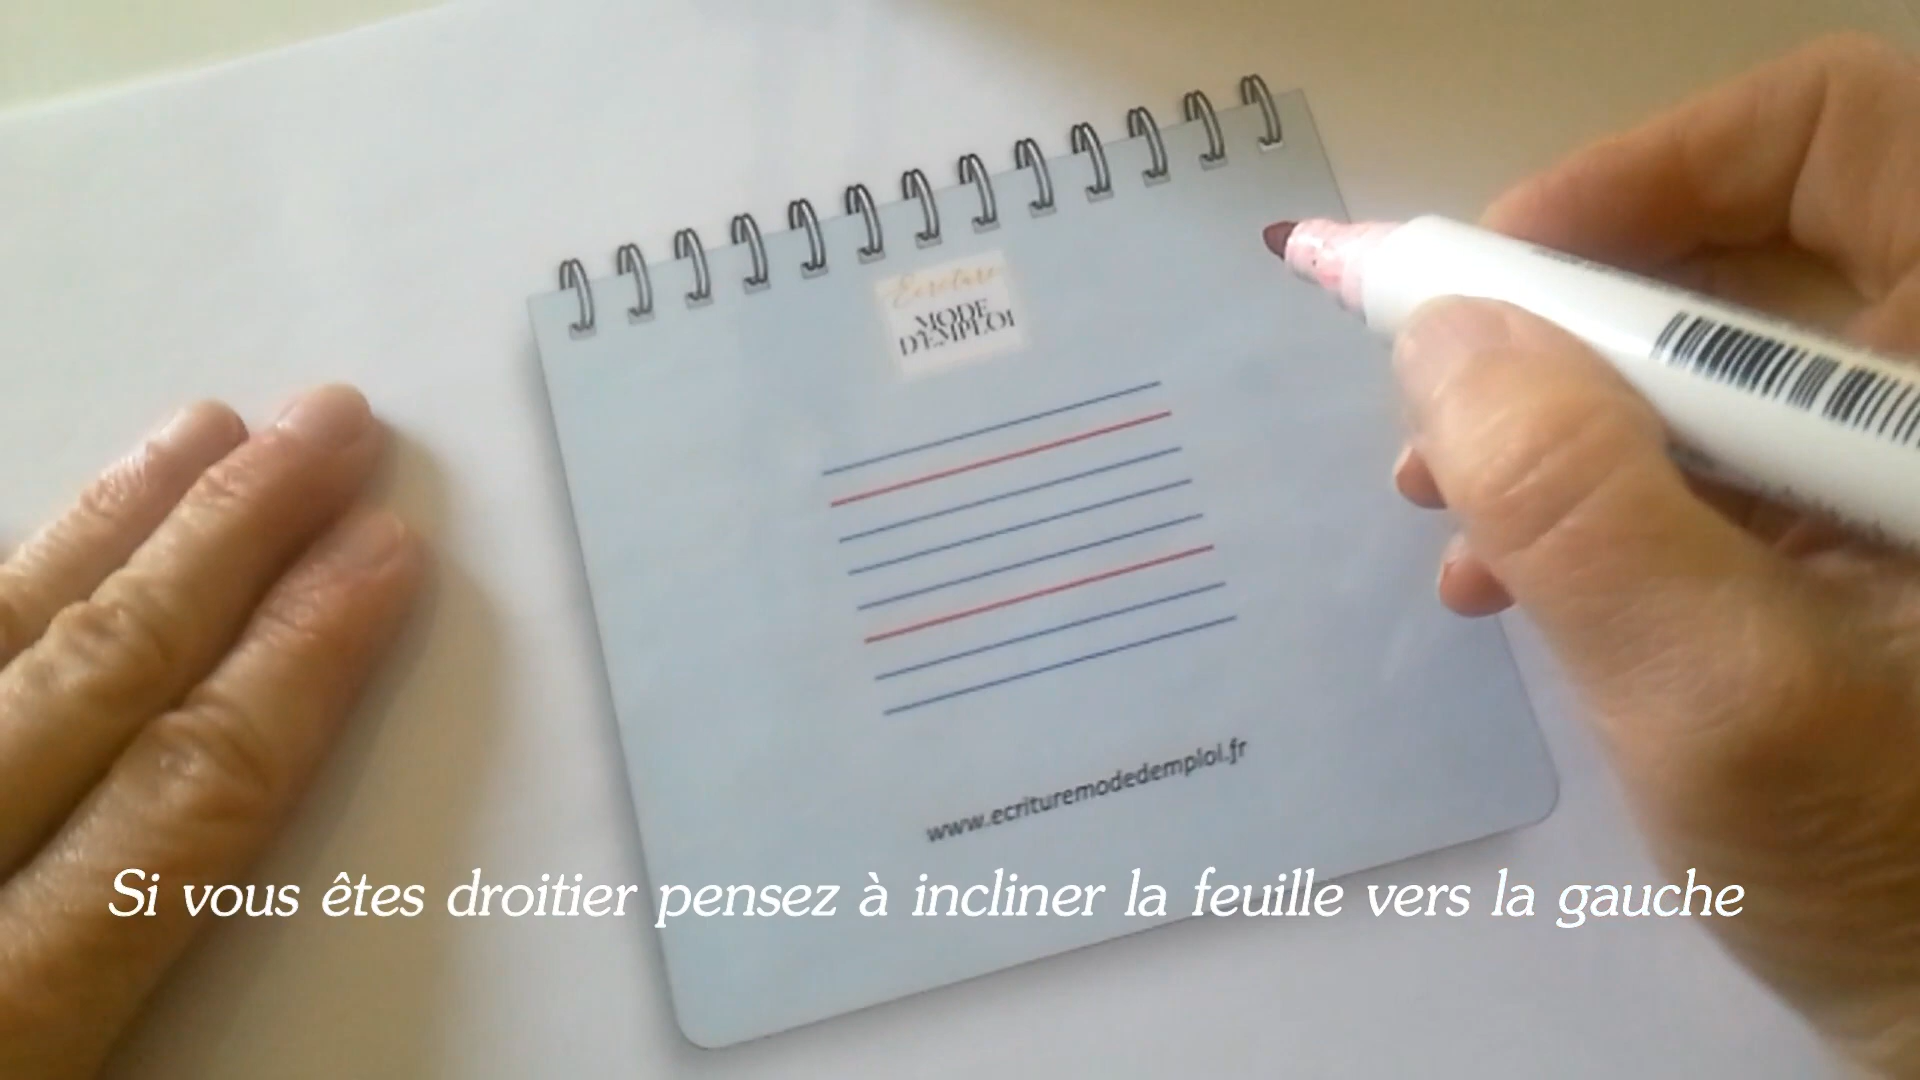 Ecriture
MODE
D'EMPLOI
www.ecrituremodedemploi.fr
Si vous êtes droitier pensez à incliner la feuille vers la gauche